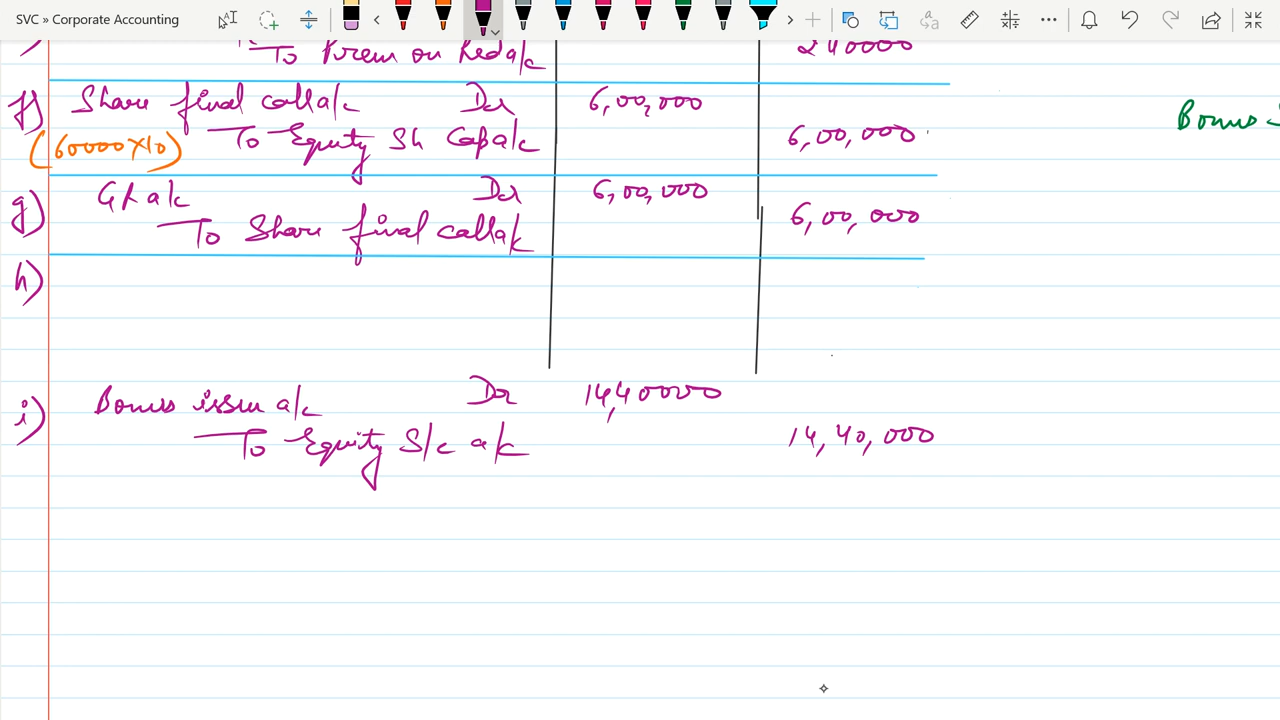 SVC » Corporate Accounting
To Prem on Red a/c 240000
f) Share final call a/c Dr 6,00,000
(60000×10) To Equity Sh Cap a/c 6,00,000
Bonus
g) a/c Dr 6,00,000
To Share final call a/c 6,00,000
h)
i) Bonus issue a/c Dr 14,40000
To Equity S/c a/c 14,40,000